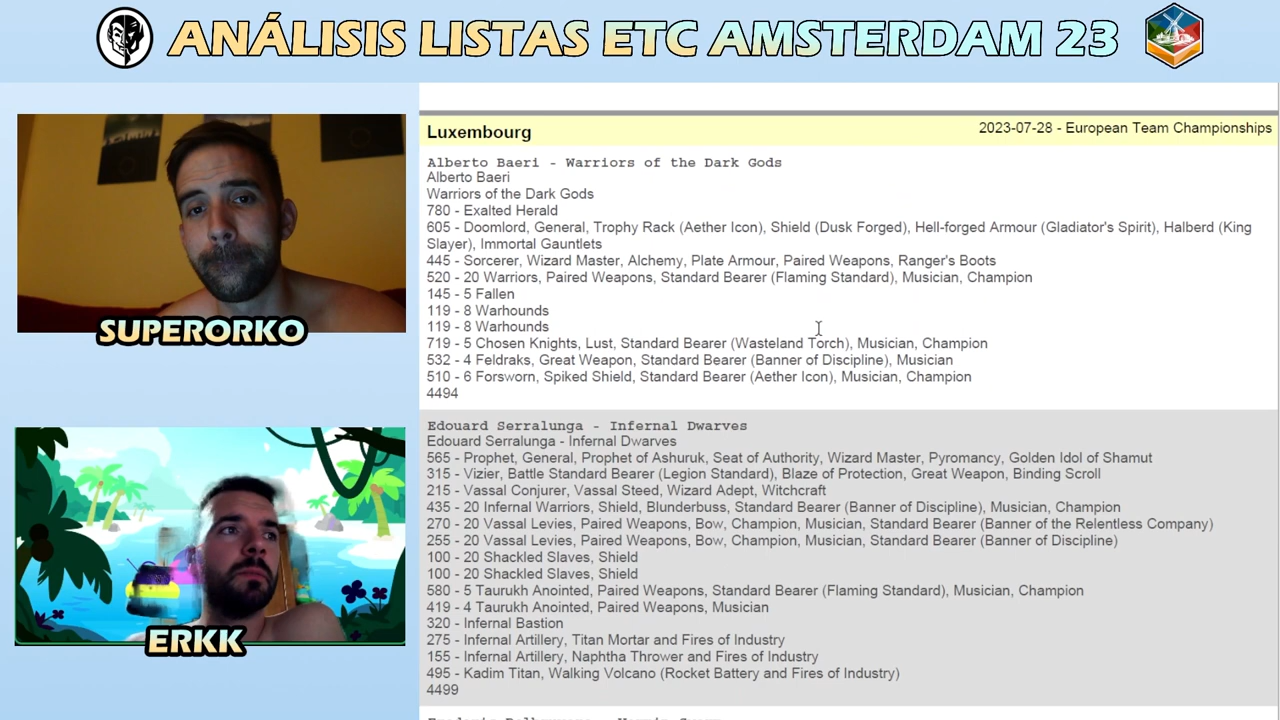 ANÁLISIS LISTAS ETC AMSTERDAM 23
SUPERORKO
ERKK
Luxembourg
2023-07-28 - European Team Championships
Alberto Baeri - Warriors of the Dark Gods
Alberto Baeri
Warriors of the Dark Gods
780 - Exalted Herald
605 - Doomlord, General, Trophy Rack (Aether Icon), Shield (Dusk Forged), Hell-forged Armour (Gladiator's Spirit), Halberd (King
Slayer), Immortal Gauntlets
445 - Sorcerer, Wizard Master, Alchemy, Plate Armour, Paired Weapons, Ranger's Boots
520 - 20 Warriors, Paired Weapons, Standard Bearer (Flaming Standard), Musician, Champion
145 - 5 Fallen
119 - 8 Warhounds
119 - 8 Warhounds
719 - 5 Chosen Knights, Lust, Standard Bearer (Wasteland Torch), Musician, Champion
532 - 4 Feldraks, Great Weapon, Standard Bearer (Banner of Discipline), Musician
510 - 6 Forsworn, Spiked Shield, Standard Bearer (Aether Icon), Musician, Champion
4494
Edouard Serralunga - Infernal Dwarves
Edouard Serralunga - Infernal Dwarves
565 - Prophet, General, Prophet of Ashuruk, Seat of Authority, Wizard Master, Pyromancy, Golden Idol of Shamut
315 - Vizier, Battle Standard Bearer (Legion Standard), Blaze of Protection, Great Weapon, Binding Scroll
215 - Vassal Conjurer, Vassal Steed, Wizard Adept, Witchcraft
435 - 20 Infernal Warriors, Shield, Blunderbuss, Standard Bearer (Banner of Discipline), Musician, Champion
270 - 20 Vassal Levies, Paired Weapons, Bow, Champion, Musician, Standard Bearer (Banner of the Relentless Company)
255 - 20 Vassal Levies, Paired Weapons, Bow, Champion, Musician, Standard Bearer (Banner of Discipline)
100 - 20 Shackled Slaves, Shield
100 - 20 Shackled Slaves, Shield
580 - 5 Taurukh Anointed, Paired Weapons, Standard Bearer (Flaming Standard), Musician, Champion
419 - 4 Taurukh Anointed, Paired Weapons, Musician
320 - Infernal Bastion
275 - Infernal Artillery, Titan Mortar and Fires of Industry
155 - Infernal Artillery, Naphtha Thrower and Fires of Industry
495 - Kadim Titan, Walking Volcano (Rocket Battery and Fires of Industry)
4499